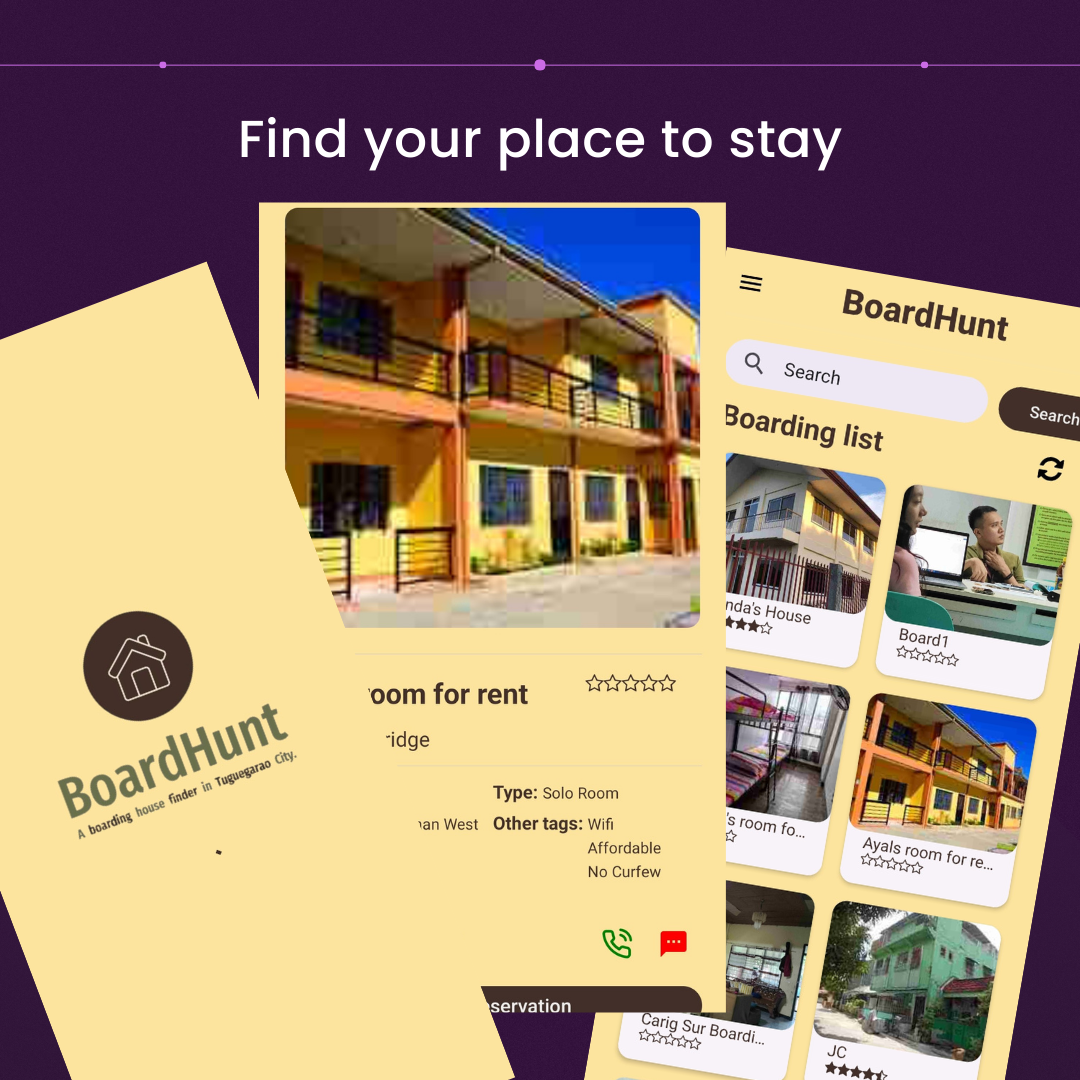 Find your place to stay
BoardHunt
A boarding house finder in Tuguegarao City.
oom for rent
ridge
Type: Solo Room
an West
Other tags: Wifi
Affordable
No Curfew
servation
BoardHunt
Search
Search
Boarding list
nda's House
Board1
's room fo...
Ayals room for re...
Carig Sur Boardi...
JC